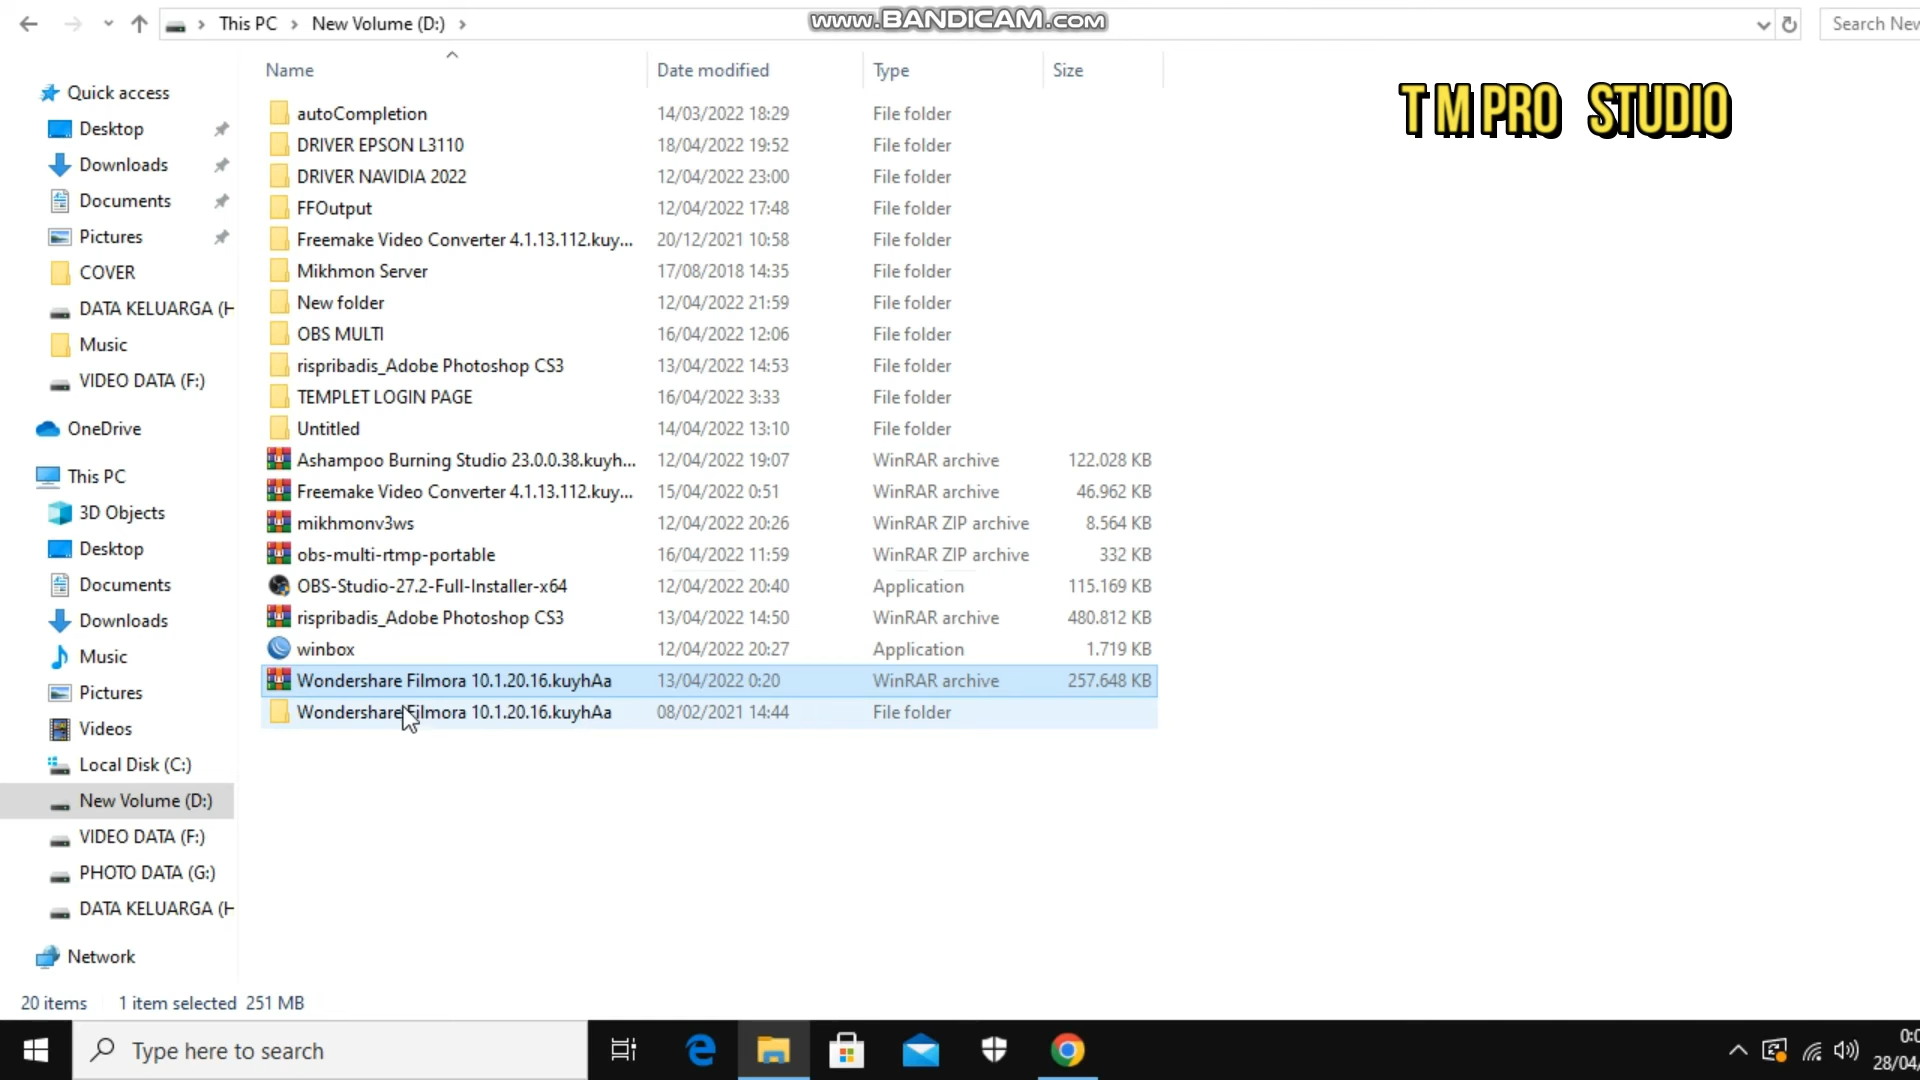 This PC > New Volume (D:) >
www.BANDICAM.com
Search New
Name Date modified Type Size
T M PRO STUDIO
Quick access
Desktop
Downloads
Documents
Pictures
COVER
DATA KELUARGA (H
Music
VIDEO DATA (F:)
OneDrive
This PC
3D Objects
Desktop
Documents
Downloads
Music
Pictures
Videos
Local Disk (C:)
New Volume (D:)
VIDEO DATA (F:)
PHOTO DATA (G:)
DATA KELUARGA (H
Network
autoCompletion 14/03/2022 18:29 File folder
DRIVER EPSON L3110 18/04/2022 19:52 File folder
DRIVER NAVIDIA 2022 12/04/2022 23:00 File folder
FFOutput 12/04/2022 17:48 File folder
Freemake Video Converter 4.1.13.112.kuy... 20/12/2021 10:58 File folder
Mikhmon Server 17/08/2018 14:35 File folder
New folder 12/04/2022 21:59 File folder
OBS MULTI 16/04/2022 12:06 File folder
rispribadis_Adobe Photoshop CS3 13/04/2022 14:53 File folder
TEMPLET LOGIN PAGE 16/04/2022 3:33 File folder
Untitled 14/04/2022 13:10 File folder
Ashampoo Burning Studio 23.0.0.38.kuyh... 12/04/2022 19:07 WinRAR archive 122.028 KB
Freemake Video Converter 4.1.13.112.kuy... 15/04/2022 0:51 WinRAR archive 46.962 KB
mikhmonv3ws 12/04/2022 20:26 WinRAR ZIP archive 8.564 KB
obs-multi-rtmp-portable 16/04/2022 11:59 WinRAR ZIP archive 332 KB
OBS-Studio-27.2-Full-Installer-x64 12/04/2022 20:40 Application 115.169 KB
rispribadis_Adobe Photoshop CS3 13/04/2022 14:50 WinRAR archive 480.812 KB
winbox 12/04/2022 20:27 Application 1.719 KB
Wondershare Filmora 10.1.20.16.kuyhAa 13/04/2022 0:20 WinRAR archive 257.648 KB
Wondershare Filmora 10.1.20.16.kuyhAa 08/02/2021 14:44 File folder
20 items 1 item selected 251 MB
Type here to search
0:0
28/04/